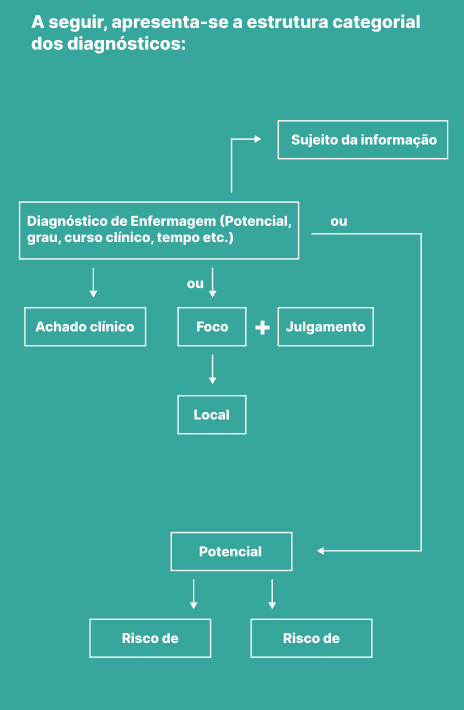 A seguir, apresenta-se a estrutura categorial
dos diagnósticos:
Sujeito da informação
Diagnóstico de Enfermagem (Potencial,
grau, curso clínico, tempo etc.)
ou
ou
Achado clínico
Foco
+
Julgamento
Local
Potencial
Risco de
Risco de